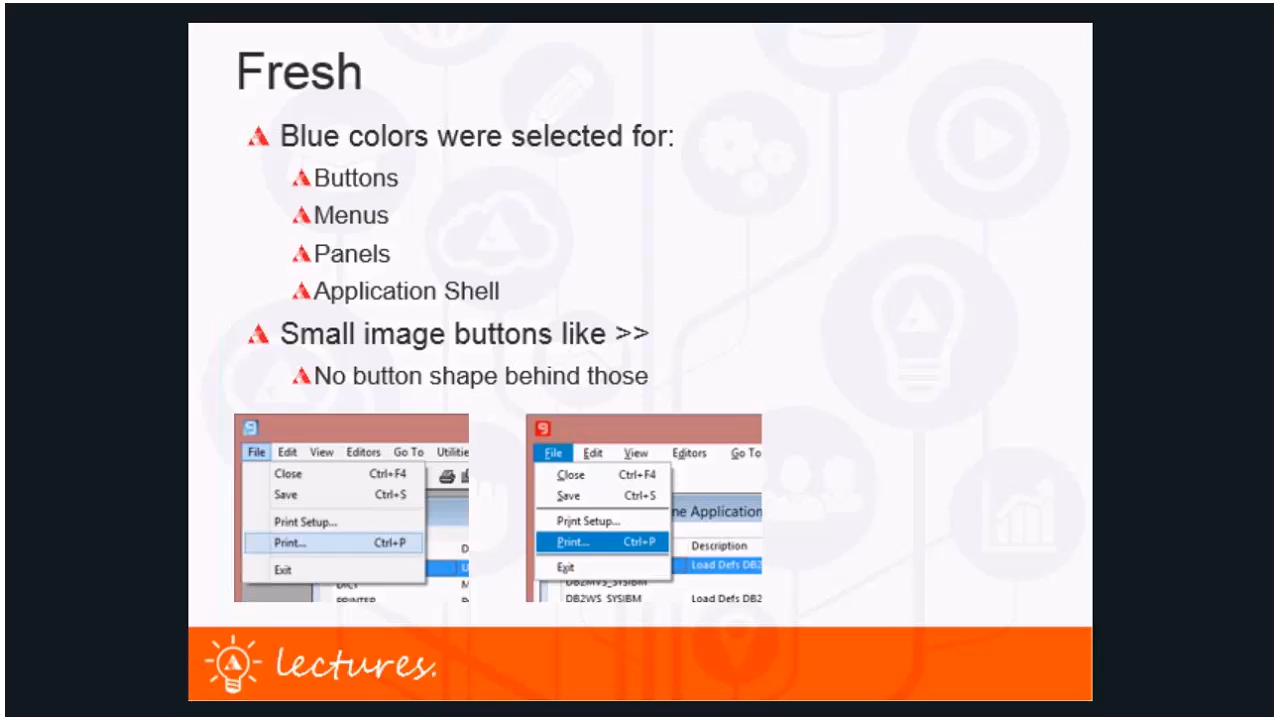 Fresh
Blue colors were selected for:
Buttons
Menus
Panels
Application Shell
Small image buttons like >>
No button shape behind those
9
File Edit View Editors Go To Utilitie
Close Ctrl+F4
Save Ctrl+S
Print Setup...
Print... Ctrl+P
Exit
9
File Edit View Editors Go To
Close Ctrl+F4
Save Ctrl+S
Print Setup...
ne Application
Print... Ctrl+P
Description
Exit
Load Defs DB2
DB2WS_SYSIBM Load Defs DB2
lectures.